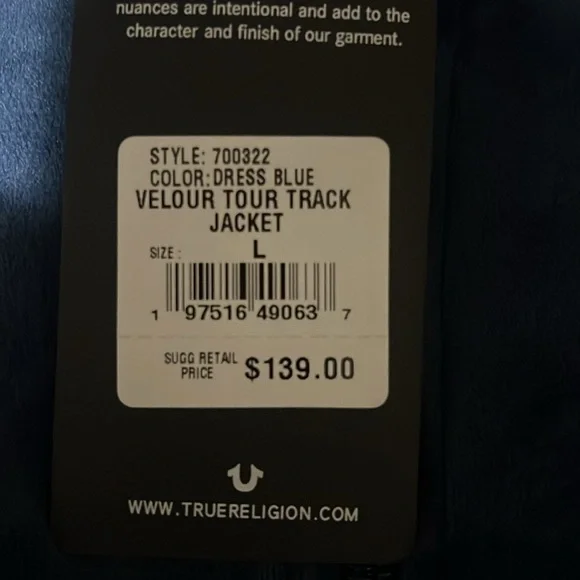 nuances are intentional and add to the
character and finish of our garment.
STYLE: 700322
COLOR:DRESS BLUE
VELOUR TOUR TRACK
JACKET
SIZE: L
1 97516 49063 7
SUGG RETAIL
PRICE $139.00
WWW.TRUERELIGION.COM